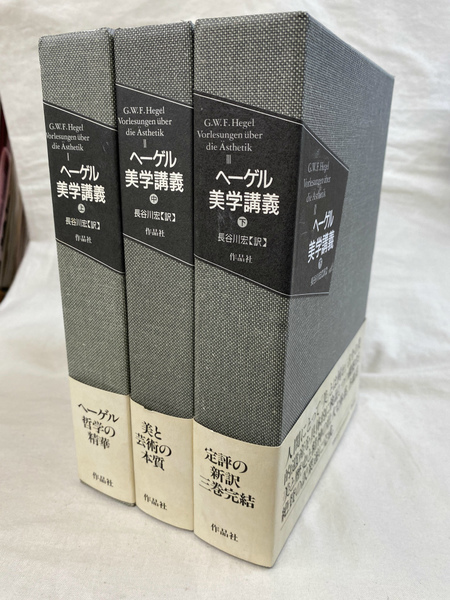 G.W.F. Hegel
Vorlesungen über
die Ästhetik
I
ヘーゲル
美学講義
上
長谷川宏【訳】
作品社
ヘーゲル
哲学の
精華
作品社
G.W.F. Hegel
Vorlesungen über
die Ästhetik
II
ヘーゲル
美学講義
中
長谷川宏【訳】
作品社
美と
芸術の
本質
作品社
G.W.F. Hegel
Vorlesungen über
die Ästhetik
III
ヘーゲル
美学講義
下
長谷川宏【訳】
作品社
定評の
新訳
三巻完結
作品社
G.W.F. Hegel
Vorlesungen über
die Ästhetik
ヘーゲル
美学講義